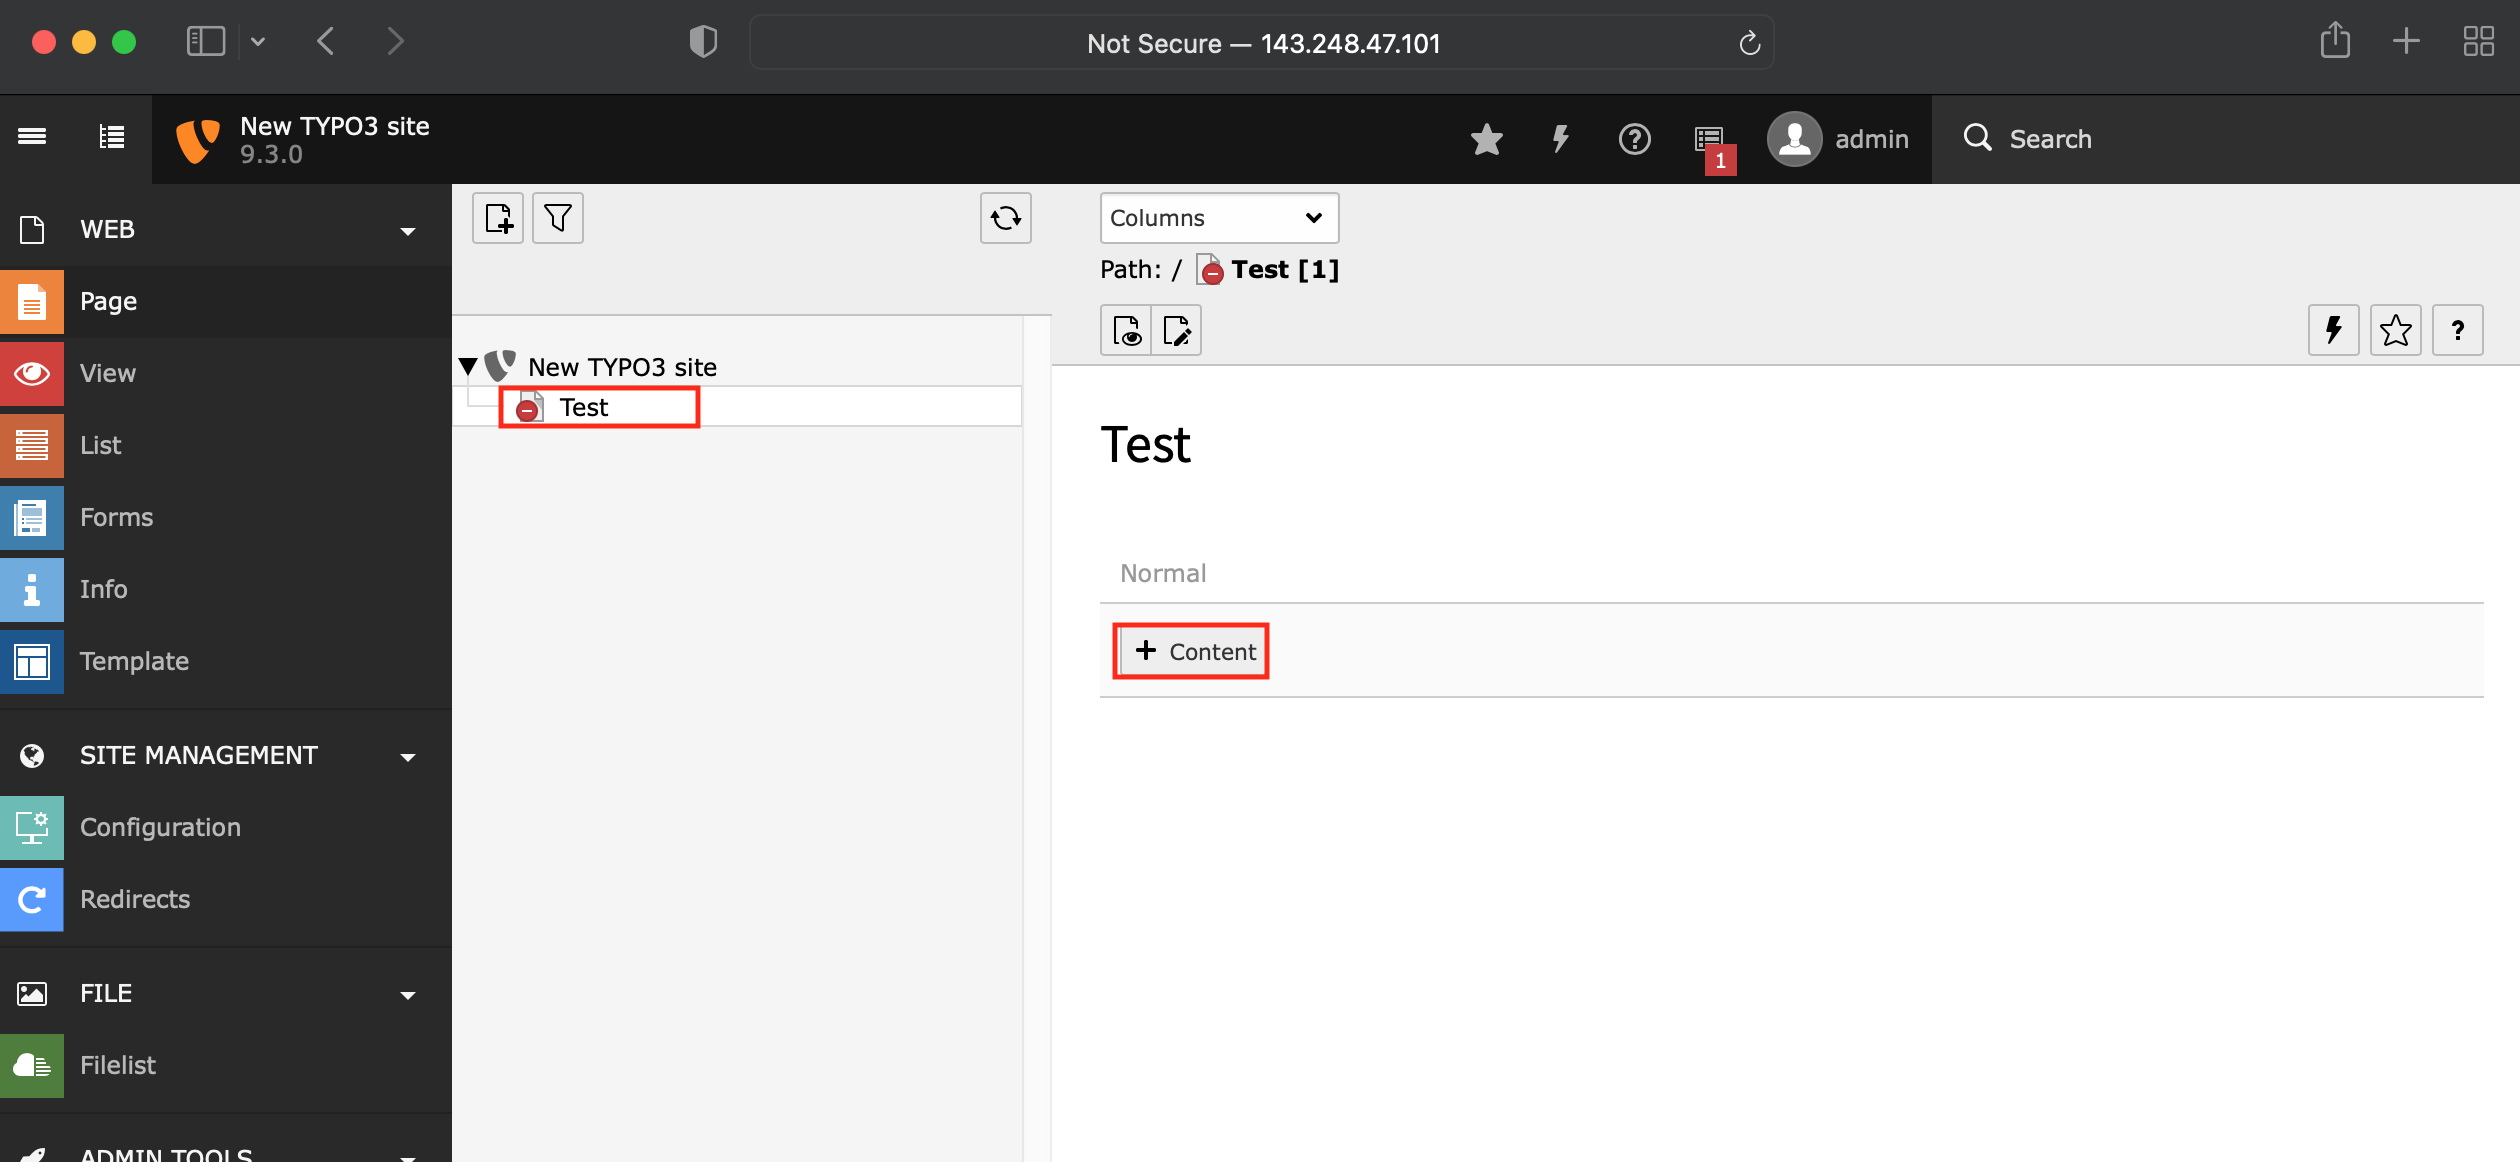 Not Secure — 143.248.47.101
New TYPO3 site
9.3.0
1
admin
Search
WEB
Page
View
List
Forms
Info
Template
SITE MANAGEMENT
Configuration
Redirects
FILE
Filelist
ADMIN TOOLS
New TYPO3 site
Test
Columns
Path: / Test [1]
?
Test
Normal
+ Content